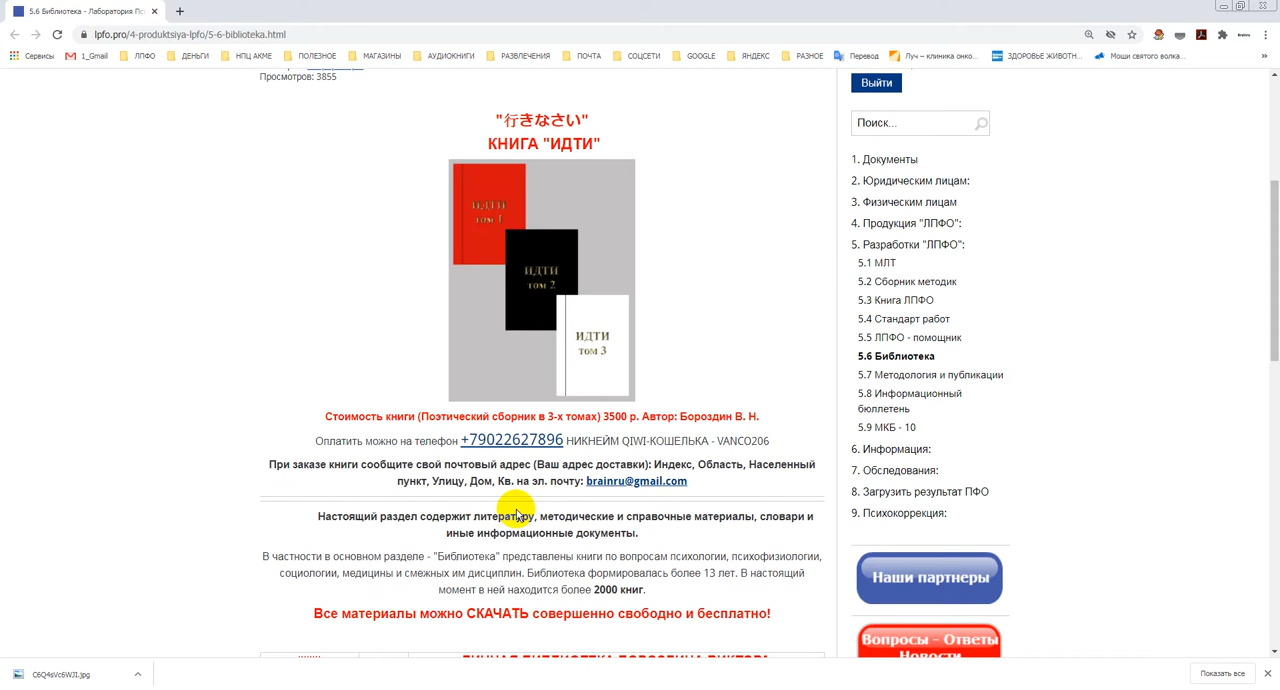 5.6 Библиотека - Лаборатория Пс
lpfo.pro/4-produktsiya-lpfo/5-6-biblioteka.html
Сервисы 1_Gmail ЛПФО ДЕНЬГИ НПЦ АКМЕ ПОЛЕЗНОЕ МАГАЗИНЫ АУДИОКНИГИ РАЗВЛЕЧЕНИЯ ПОЧТА СОЦСЕТИ GOOGLE ЯНДЕКС РАЗНОЕ Перевод Луч – клиника онко... ЗДОРОВЬЕ ЖИВОТН... Мощи святого волка...
Просмотров: 3855
"行きなさい"
КНИГА "ИДТИ"
ИДТИ
том 1
ИДТИ
том 2
ИДТИ
том 3
Стоимость книги (Поэтический сборник в 3-х томах) 3500 р. Автор: Бороздин В. Н.
Оплатить можно на телефон +79022627896 НИКНЕЙМ QIWI-КОШЕЛЬКА - VANCO206
При заказе книги сообщите свой почтовый адрес (Ваш адрес доставки): Индекс, Область, Населенный
пункт, Улицу, Дом, Кв. на эл. почту: brainru@gmail.com
Настоящий раздел содержит литературу, методические и справочные материалы, словари и
иные информационные документы.
В частности в основном разделе - "Библиотека" представлены книги по вопросам психологии, психофизиологии,
социологии, медицины и смежных им дисциплин. Библиотека формировалась более 13 лет. В настоящий
момент в ней находится более 2000 книг.
Все материалы можно СКАЧАТЬ совершенно свободно и бесплатно!
Выйти
Поиск...
1. Документы
2. Юридическим лицам:
3. Физическим лицам
4. Продукция "ЛПФО":
5. Разработки "ЛПФО":
5.1 МЛТ
5.2 Сборник методик
5.3 Книга ЛПФО
5.4 Стандарт работ
5.5 ЛПФО - помощник
5.6 Библиотека
5.7 Методология и публикации
5.8 Информационный
бюллетень
5.9 МКБ - 10
6. Информация:
7. Обследования:
8. Загрузить результат ПФО
9. Психокоррекция:
Наши партнеры
Вопросы - Ответы
Новости
C6Q4sVc6WJI.jpg
Показать все